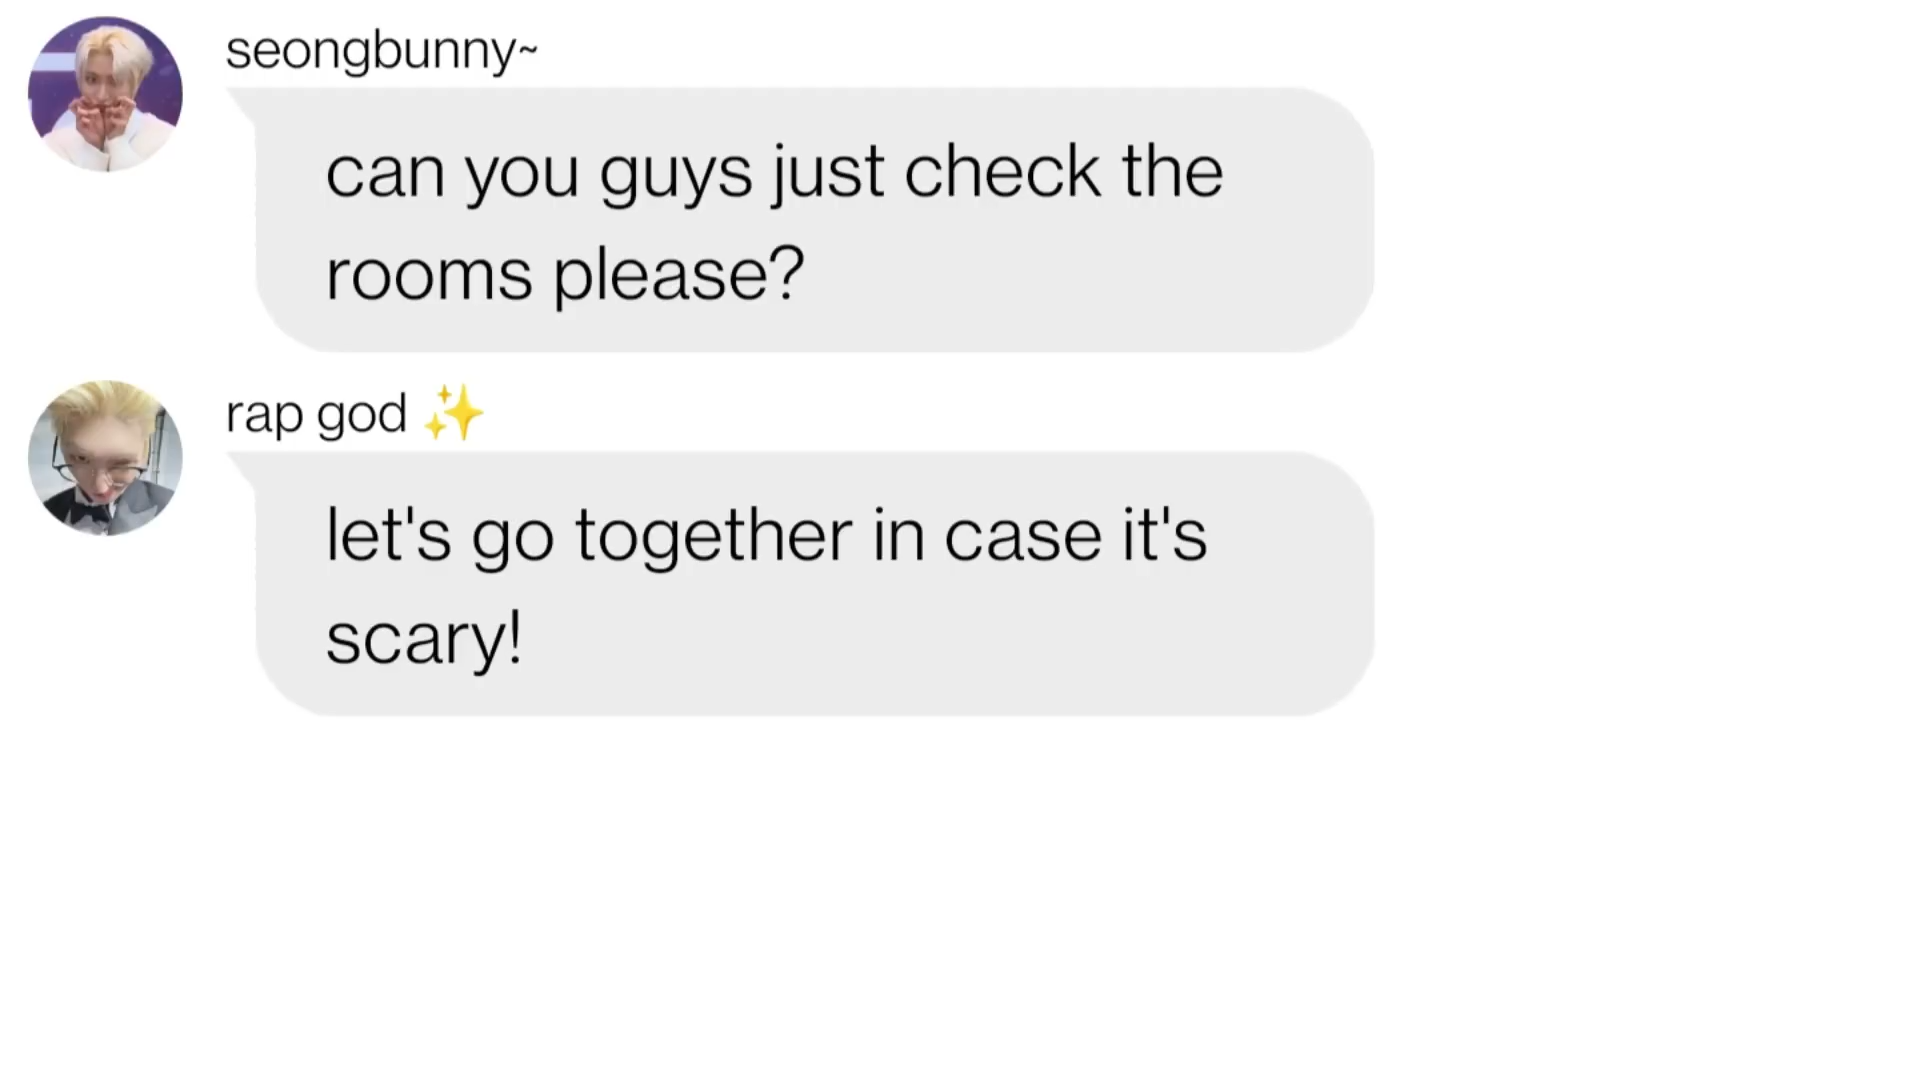 seongbunny~
can you guys just check the
rooms please?
rap god ✨
let's go together in case it's
scary!